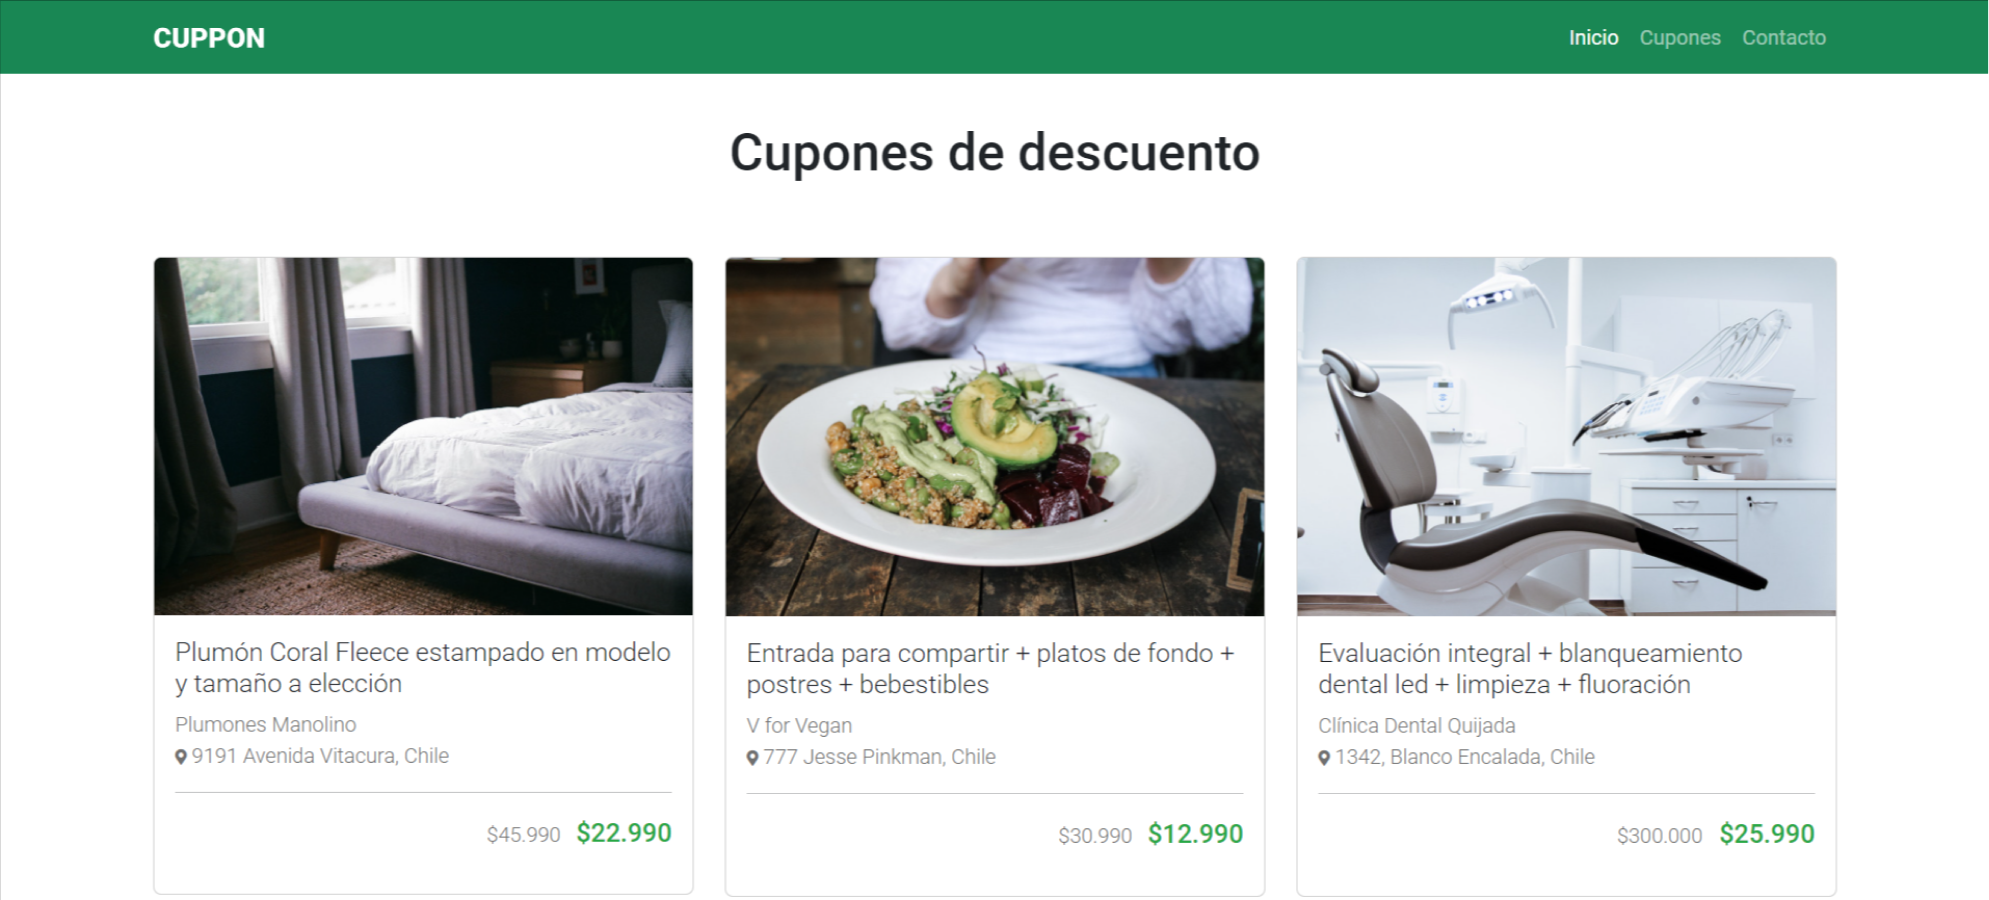 CUPPON
Inicio Cupones Contacto
Cupones de descuento
Plumón Coral Fleece estampado en modelo
y tamaño a elección
Plumones Manolino
9191 Avenida Vitacura, Chile
$45.990 $22.990
Entrada para compartir + platos de fondo +
postres + bebestibles
V for Vegan
777 Jesse Pinkman, Chile
$30.990 $12.990
Evaluación integral + blanqueamiento
dental led + limpieza + fluoración
Clínica Dental Quijada
1342, Blanco Encalada, Chile
$300.000 $25.990